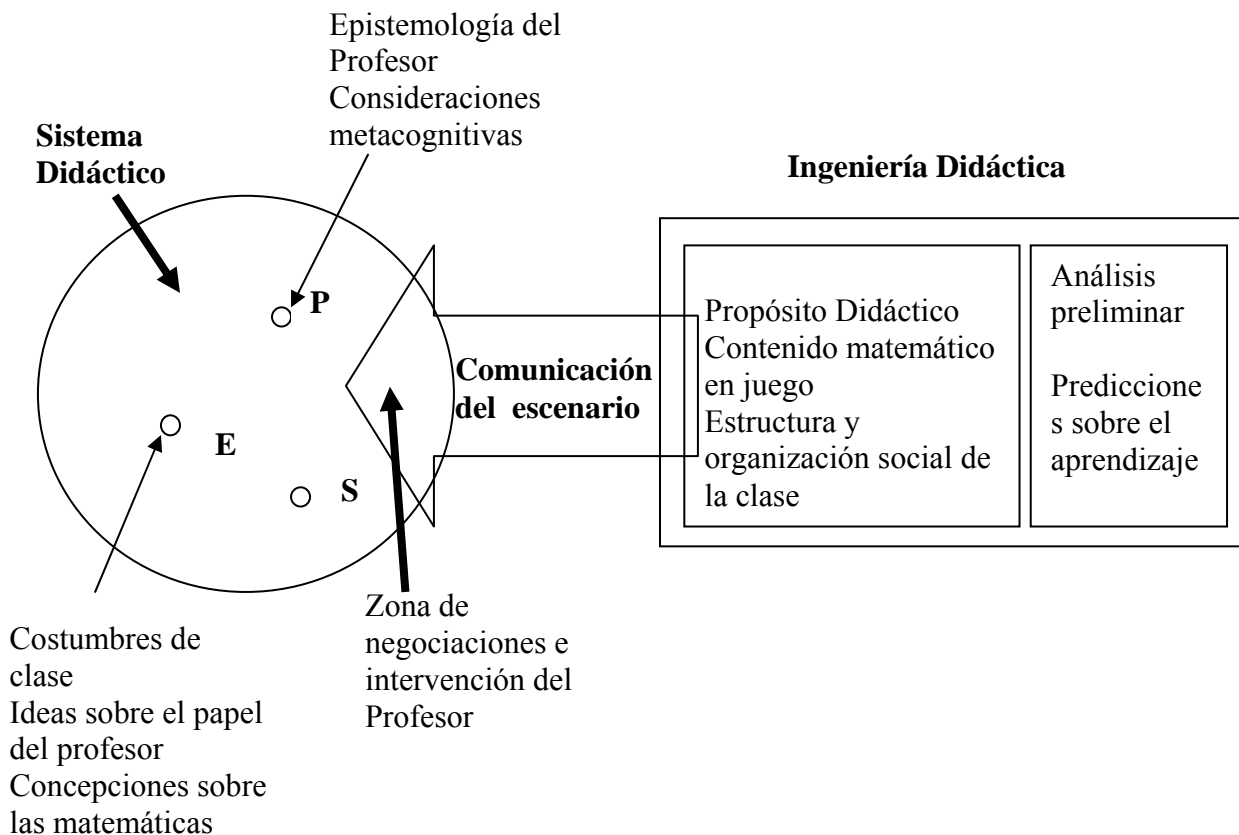 Epistemología del
Profesor
Consideraciones
metacognitivas
Sistema
Didáctico
Ingeniería Didáctica
P
E
S
Comunicación
del escenario
Propósito Didáctico
Contenido matemático
en juego
Estructura y
organización social de
la clase
Análisis
preliminar
Prediccione
s sobre el
aprendizaje
Costumbres de
clase
Ideas sobre el papel
del profesor
Concepciones sobre
las matemáticas
Zona de
negociaciones e
intervención del
Profesor